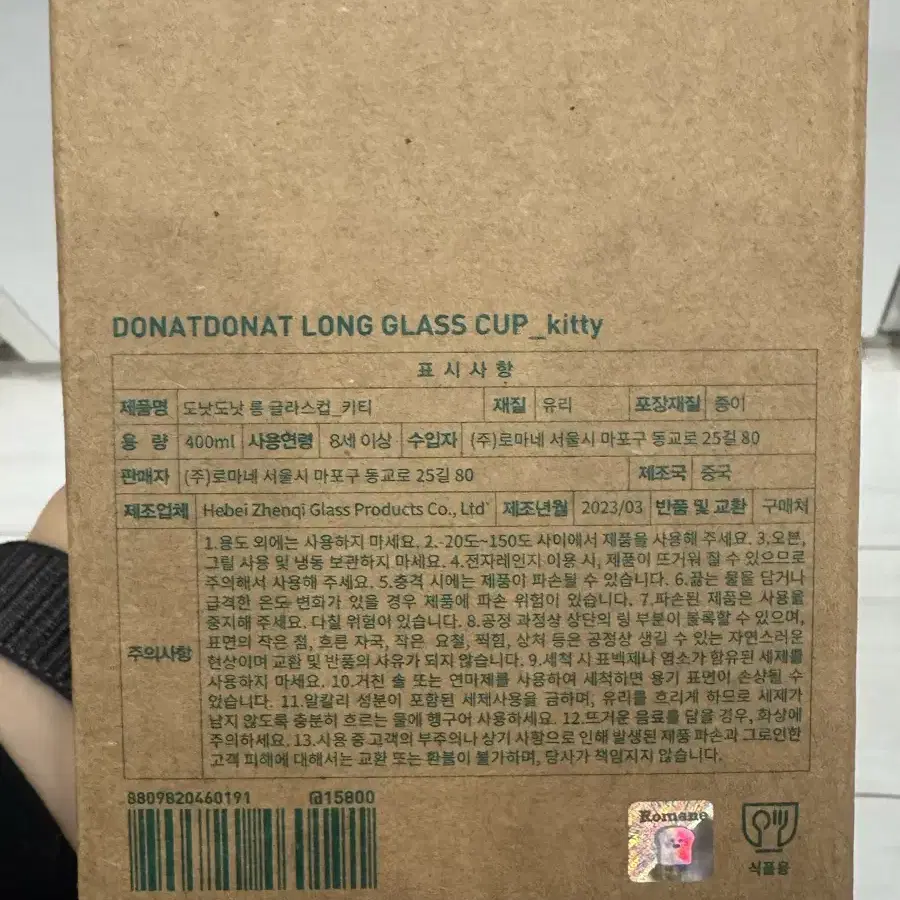 DONATDONAT LONG GLASS CUP_kitty
표시사항
제품명 도낫도낫 롱 글라스컵_키티 재질 유리 포장재질 종이
용 량 400ml 사용연령 8세 이상 수입자 (주)로마네 서울시 마포구 동교로 25길 80
판매자 (주)로마네 서울시 마포구 동교로 25길 80 제조국 중국
제조업체 Hebei Zhenqi Glass Products Co., Ltd 제조년월 2023/03 반품 및 교환 구매처
주의사항
1.용도 외에는 사용하지 마세요. 2.-20도~150도 사이에서 제품을 사용해 주세요. 3.오븐,
그릴 사용 및 냉동 보관하지 마세요. 4.전자레인지 이용 시, 제품이 뜨거워 질 수 있으므로
주의해서 사용해 주세요. 5.충격 시에는 제품이 파손될 수 있습니다. 6.끓는 물을 담거나
급격한 온도 변화가 있을 경우 제품에 파손 위험이 있습니다. 7.파손된 제품은 사용을
중지해 주세요. 다칠 위험이 있습니다. 8.공정 과정상 상단의 링 부분이 볼록할 수 있으며,
표면의 작은 점, 흐른 자국, 작은 요철, 찍힘, 상처 등은 공정상 생길 수 있는 자연스러운
현상이며 교환 및 반품의 사유가 되지 않습니다. 9.세척 시 표백제나 염소가 함유된 세제를
사용하지 마세요. 10.거친 솔 또는 연마제를 사용하여 세척하면 용기 표면이 손상될 수
있습니다. 11.알칼리 성분이 포함된 세제사용을 금하며, 유리를 흐리게 하므로 세제가
남지 않도록 충분히 흐르는 물에 헹구어 사용하세요. 12.뜨거운 음료를 담을 경우, 화상에
주의하세요. 13.사용 중 고객의 부주의나 상기 사항으로 인해 발생된 제품 파손과 그로인한
고객 피해에 대해서는 교환 또는 환불이 불가하며, 당사가 책임지지 않습니다.
8809820460191 @15800
Romane
식품용